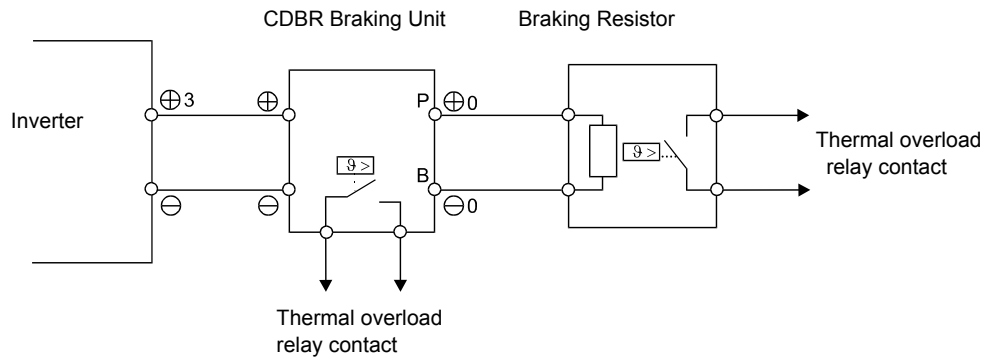 CDBR Braking Unit
Braking Resistor
Inverter
⊕3
⊕
P
⊕0
ϑ >
ϑ >
B
⊖
⊖
⊖0
Thermal overload
relay contact
Thermal overload
relay contact